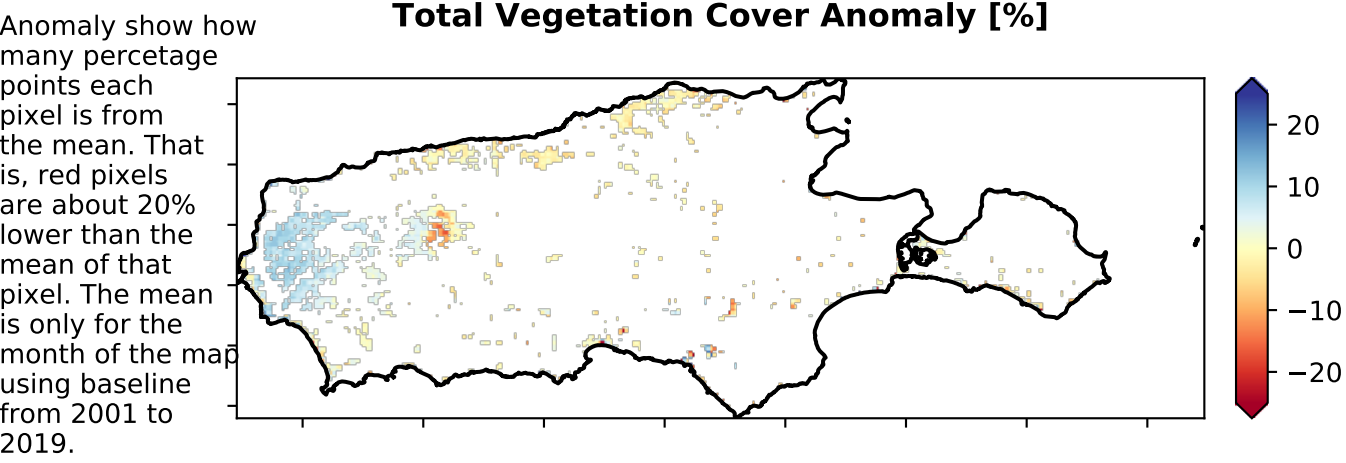 Total Vegetation Cover Anomaly [%]
Anomaly show how
many percetage
points each
pixel is from
the mean. That
is, red pixels
are about 20%
lower than the
mean of that
pixel. The mean
is only for the
month of the map
using baseline
from 2001 to
2019.
20
10
0
−10
−20